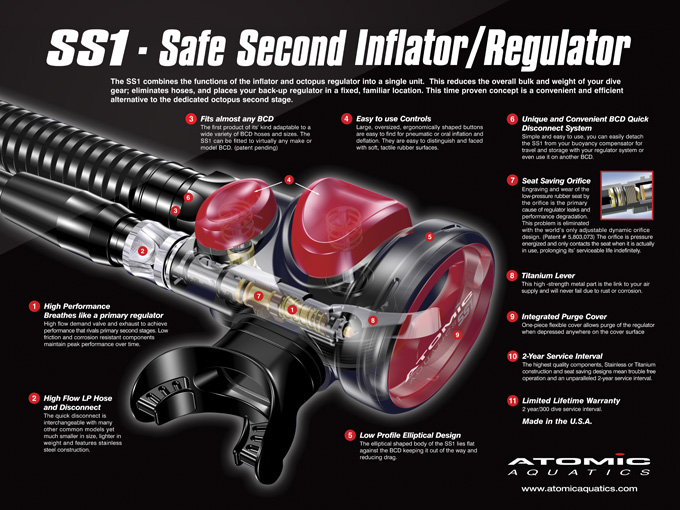 SS1 - Safe Second Inflator/Regulator
The SS1 combines the functions of the inflator and octopus regulator into a single unit. This reduces the overall bulk and weight of your dive
gear; eliminates hoses, and places your back-up regulator in a fixed, familiar location. This time proven concept is a convenient and efficient
alternative to the dedicated octopus second stage.
3 Fits almost any BCD
The first product of its' kind adaptable to a
wide variety of BCD hoses and sizes. The
SS1 can be fitted to virtually any make or
model BCD. (patent pending)
4 Easy to use Controls
Large, oversized, ergonomically shaped buttons
are easy to find for pneumatic or oral inflation and
deflation. They are easy to distinguish and faced
with soft, tactile rubber surfaces.
6 Unique and Convenient BCD Quick
Disconnect System
Simple and easy to use, you can easily detach
the SS1 from your buoyancy compensator for
travel and storage with your regulator system or
even use it on another BCD.
7 Seat Saving Orifice
Engraving and wear of the
low-pressure rubber seat by
the orifice is the primary
cause of regulator leaks and
performance degradation.
This problem is eliminated
with the world's only adjustable dynamic orifice
design. (Patent # 5,803,073) The orifice is pressure
energized and only contacts the seat when it is actually
in use, prolonging its' serviceable life indefinitely.
8 Titanium Lever
This high -strength metal part is the link to your air
supply and will never fail due to rust or corrosion.
9 Integrated Purge Cover
One-piece flexible cover allows purge of the regulator
when depressed anywhere on the cover surface
10 2-Year Service Interval
The highest quality components, Stainless or Titanium
construction and seat saving designs mean trouble free
operation and an unparalleled 2-year service interval.
11 Limited Lifetime Warranty
2 year/300 dive service interval.
Made in the U.S.A.
4
6
3
2
5
7
1
8
9
ATOMIC
SS1
ATOMIC
1 High Performance
Breathes like a primary regulator
High flow demand valve and exhaust to achieve
performance that rivals primary second stages. Low
friction and corrosion resistant components
maintain peak performance over time.
2 High Flow LP Hose
and Disconnect
The quick disconnect is
interchangeable with many
other common models yet
much smaller in size, lighter in
weight and features stainless
steel construction.
5 Low Profile Elliptical Design
The elliptical shaped body of the SS1 lies flat
against the BCD keeping it out of the way and
reducing drag.
ATOMIC
AQUATICS
www.atomicaquatics.com